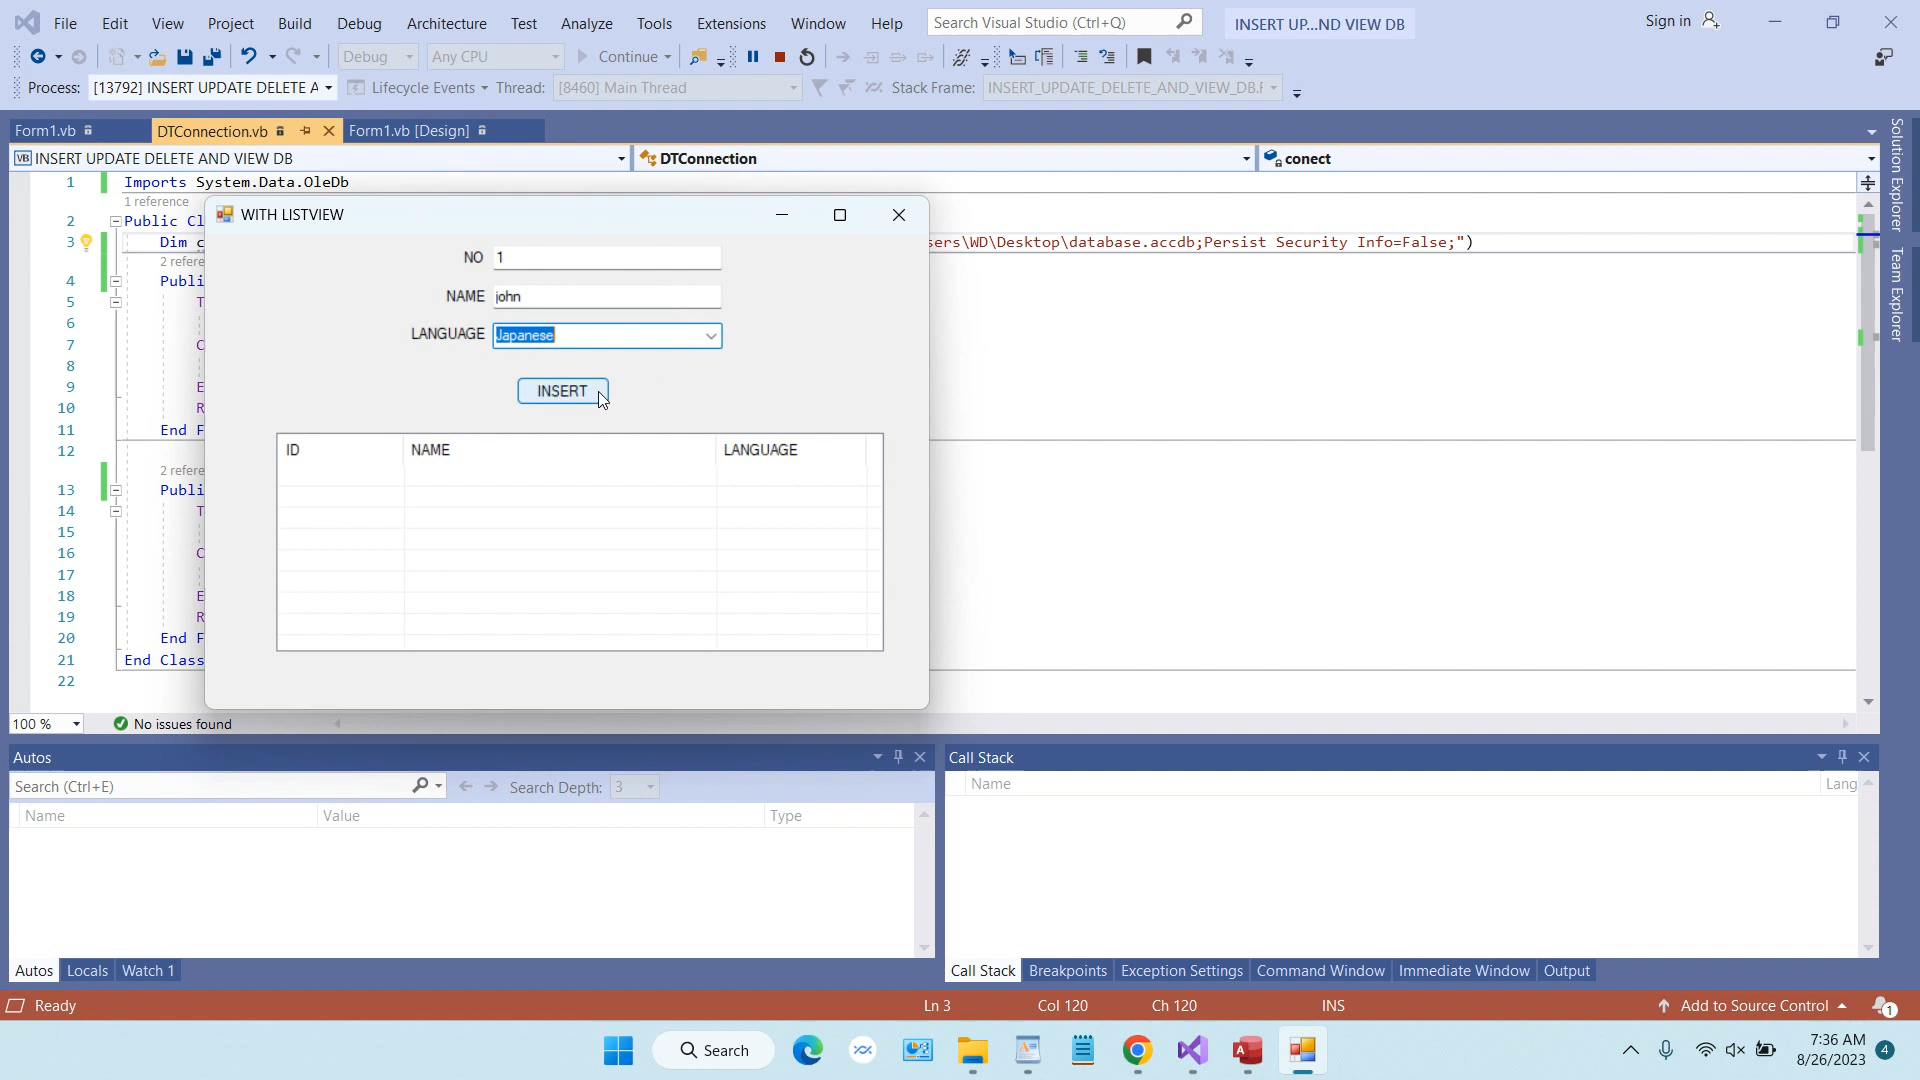 File Edit View Project Build Debug Architecture Test Analyze Tools Extensions Window Help Search Visual Studio (Ctrl+Q) INSERT UP...ND VIEW DB Sign in
Debug Any CPU Continue
Process: [13792] INSERT UPDATE DELETE A Lifecycle Events Thread: [8460] Main Thread Stack Frame: INSERT_UPDATE_DELETE_AND_VIEW_DB.F
Form1.vb DTConnection.vb Form1.vb [Design]
VB INSERT UPDATE DELETE AND VIEW DB DTConnection conect
1 Imports System.Data.OleDb
1 reference
2 Public Cl
3 Dim c sers\WD\Desktop\database.accdb;Persist Security Info=False;")
2 refere
4 Publi
5 T
6
7 C
8
9 E
10 R
11 End F
12
2 refere
13 Publi
14 T
15
16 C
17
18 E
19 R
20 End F
21 End Class
22
WITH LISTVIEW
NO 1
NAME john
LANGUAGE Japanese
INSERT
ID NAME LANGUAGE
Solution Explorer
Team Explorer
100 % No issues found
Autos
Search (Ctrl+E) Search Depth: 3
Name Value Type
Autos Locals Watch 1
Call Stack
Name Lang
Call Stack Breakpoints Exception Settings Command Window Immediate Window Output
Ready Ln 3 Col 120 Ch 120 INS Add to Source Control 1
Search
7:36 AM
8/26/2023 4